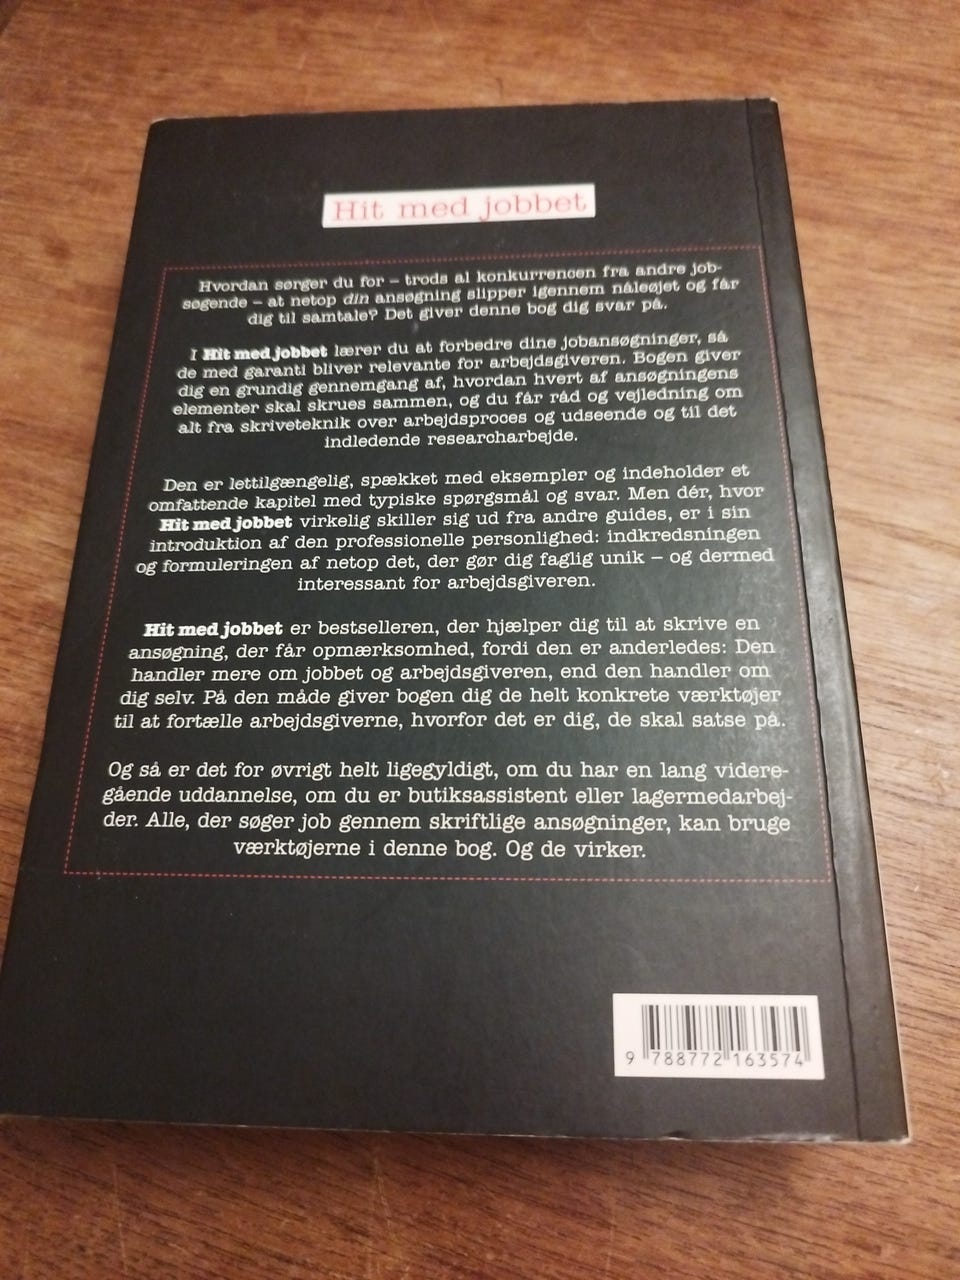 Hit med jobbet
Hvordan sørger du for – trods al konkurrencen fra andre job-
søgende – at netop din ansøgning slipper igennem nåleøjet og får
dig til samtale? Det giver denne bog dig svar på.
I Hit med jobbet lærer du at forbedre dine jobansøgninger, så
de med garanti bliver relevante for arbejdsgiveren. Bogen giver
dig en grundig gennemgang af, hvordan hvert af ansøgningens
elementer skal skrues sammen, og du får råd og vejledning om
alt fra skriveteknik over arbejdsproces og udseende og til det
indledende researcharbejde.
Den er lettilgængelig, spækket med eksempler og indeholder et
omfattende kapitel med typiske spørgsmål og svar. Men dér, hvor
Hit med jobbet virkelig skiller sig ud fra andre guides, er i sin
introduktion af den professionelle personlighed: indkredsningen
og formuleringen af netop det, der gør dig faglig unik – og dermed
interessant for arbejdsgiveren.
Hit med jobbet er bestselleren, der hjælper dig til at skrive en
ansøgning, der får opmærksomhed, fordi den er anderledes: Den
handler mere om jobbet og arbejdsgiveren, end den handler om
dig selv. På den måde giver bogen dig de helt konkrete værktøjer
til at fortælle arbejdsgiverne, hvorfor det er dig, de skal satse på.
Og så er det for øvrigt helt ligegyldigt, om du har en lang videre-
gående uddannelse, om du er butiksassistent eller lagermedarbej-
der. Alle, der søger job gennem skriftlige ansøgninger, kan bruge
værktøjerne i denne bog. Og de virker.
9 788772 163574